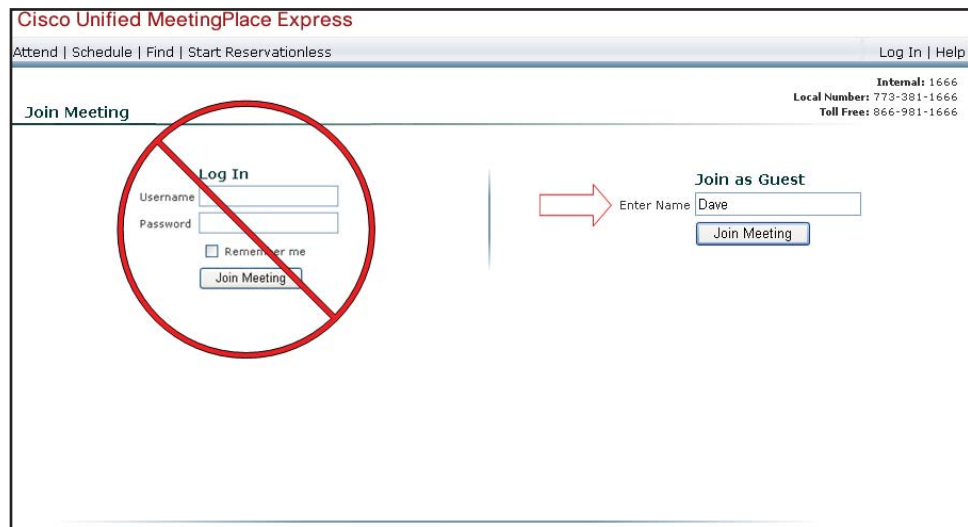 Cisco Unified MeetingPlace Express
Attend | Schedule | Find | Start Reservationless
Log In | Help
Internal: 1666
Local Number: 773-381-1666
Toll Free: 866-981-1666
Join Meeting
Log In
Username
Password
Remember me
Join Meeting
Join as Guest
Enter Name Dave
Join Meeting